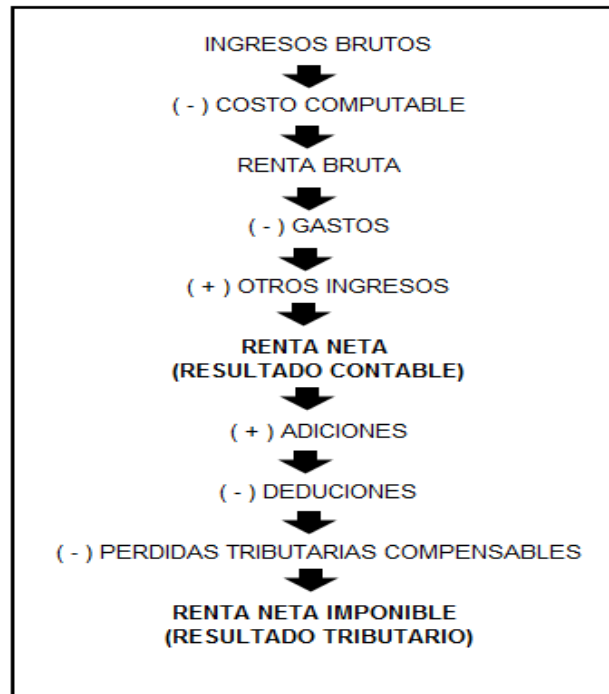 INGRESOS BRUTOS
( - ) COSTO COMPUTABLE
RENTA BRUTA
( - ) GASTOS
( + ) OTROS INGRESOS
RENTA NETA
(RESULTADO CONTABLE)
( + ) ADICIONES
( - ) DEDUCIONES
( - ) PERDIDAS TRIBUTARIAS COMPENSABLES
RENTA NETA IMPONIBLE
(RESULTADO TRIBUTARIO)